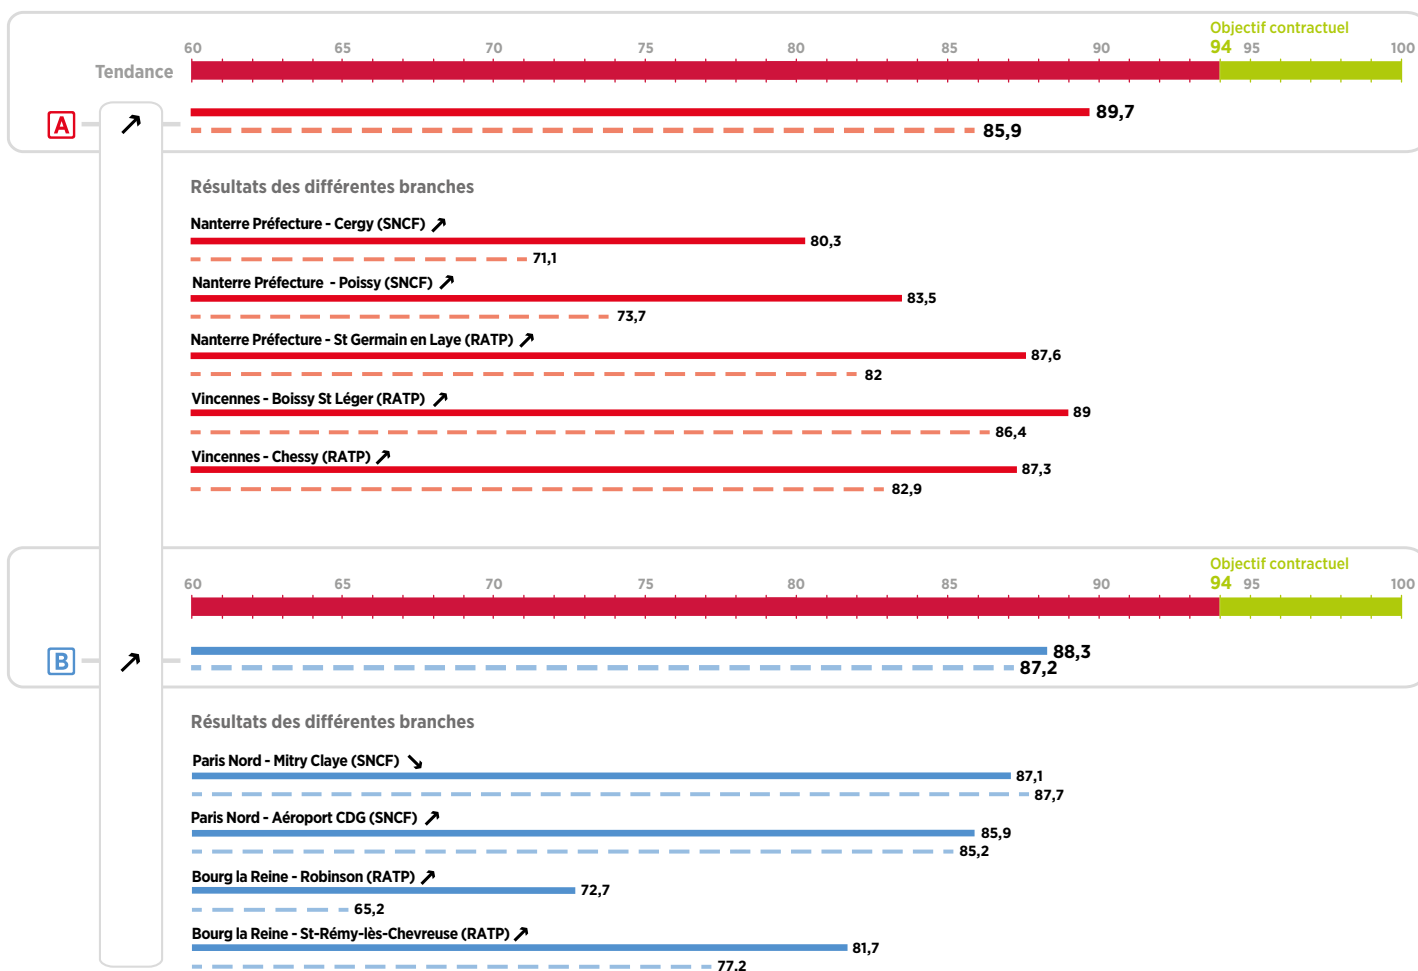 Objectif contractuel
60 65 70 75 80 85 90 94 95 100
Tendance
A 89,7
85,9
Résultats des différentes branches
Nanterre Préfecture - Cergy (SNCF)
80,3
71,1
Nanterre Préfecture - Poissy (SNCF)
83,5
73,7
Nanterre Préfecture - St Germain en Laye (RATP)
87,6
82
Vincennes - Boissy St Léger (RATP)
89
86,4
Vincennes - Chessy (RATP)
87,3
82,9
Objectif contractuel
60 65 70 75 80 85 90 94 95 100
B 88,3
87,2
Résultats des différentes branches
Paris Nord - Mitry Claye (SNCF)
87,1
87,7
Paris Nord - Aéroport CDG (SNCF)
85,9
85,2
Bourg la Reine - Robinson (RATP)
72,7
65,2
Bourg la Reine - St-Rémy-lès-Chevreuse (RATP)
81,7
77,2